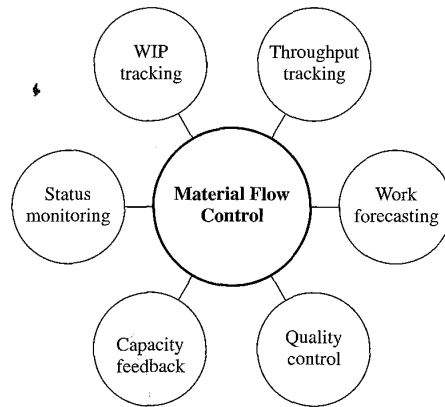 WIP
tracking
Throughput
tracking
Status
monitoring
Material Flow
Control
Work
forecasting
Capacity
feedback
Quality
control